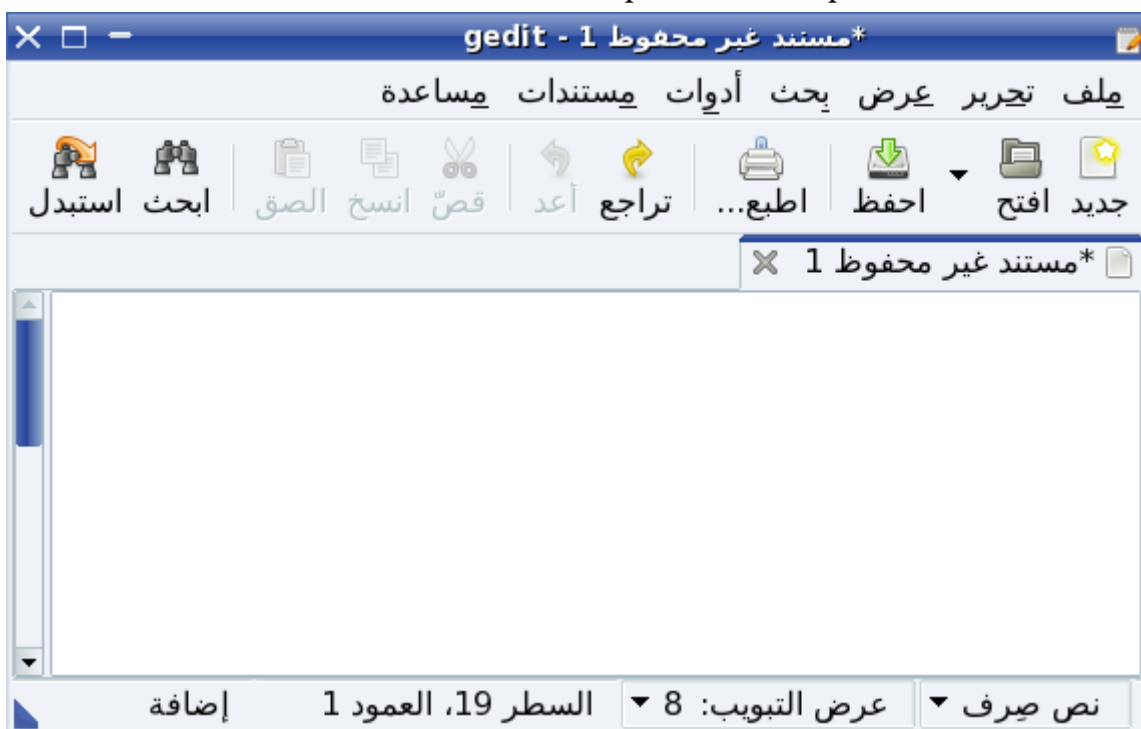 *مستند غير محفوظ 1 - gedit
ملف تحرير عرض بحث أدوات مستندات مساعدة
جديد افتح احفظ اطبع... تراجع أعد قصّ انسخ الصق ابحث استبدل
*مستند غير محفوظ 1
نص صِرف عرض التبويب: 8 السطر 19، العمود 1 إضافة